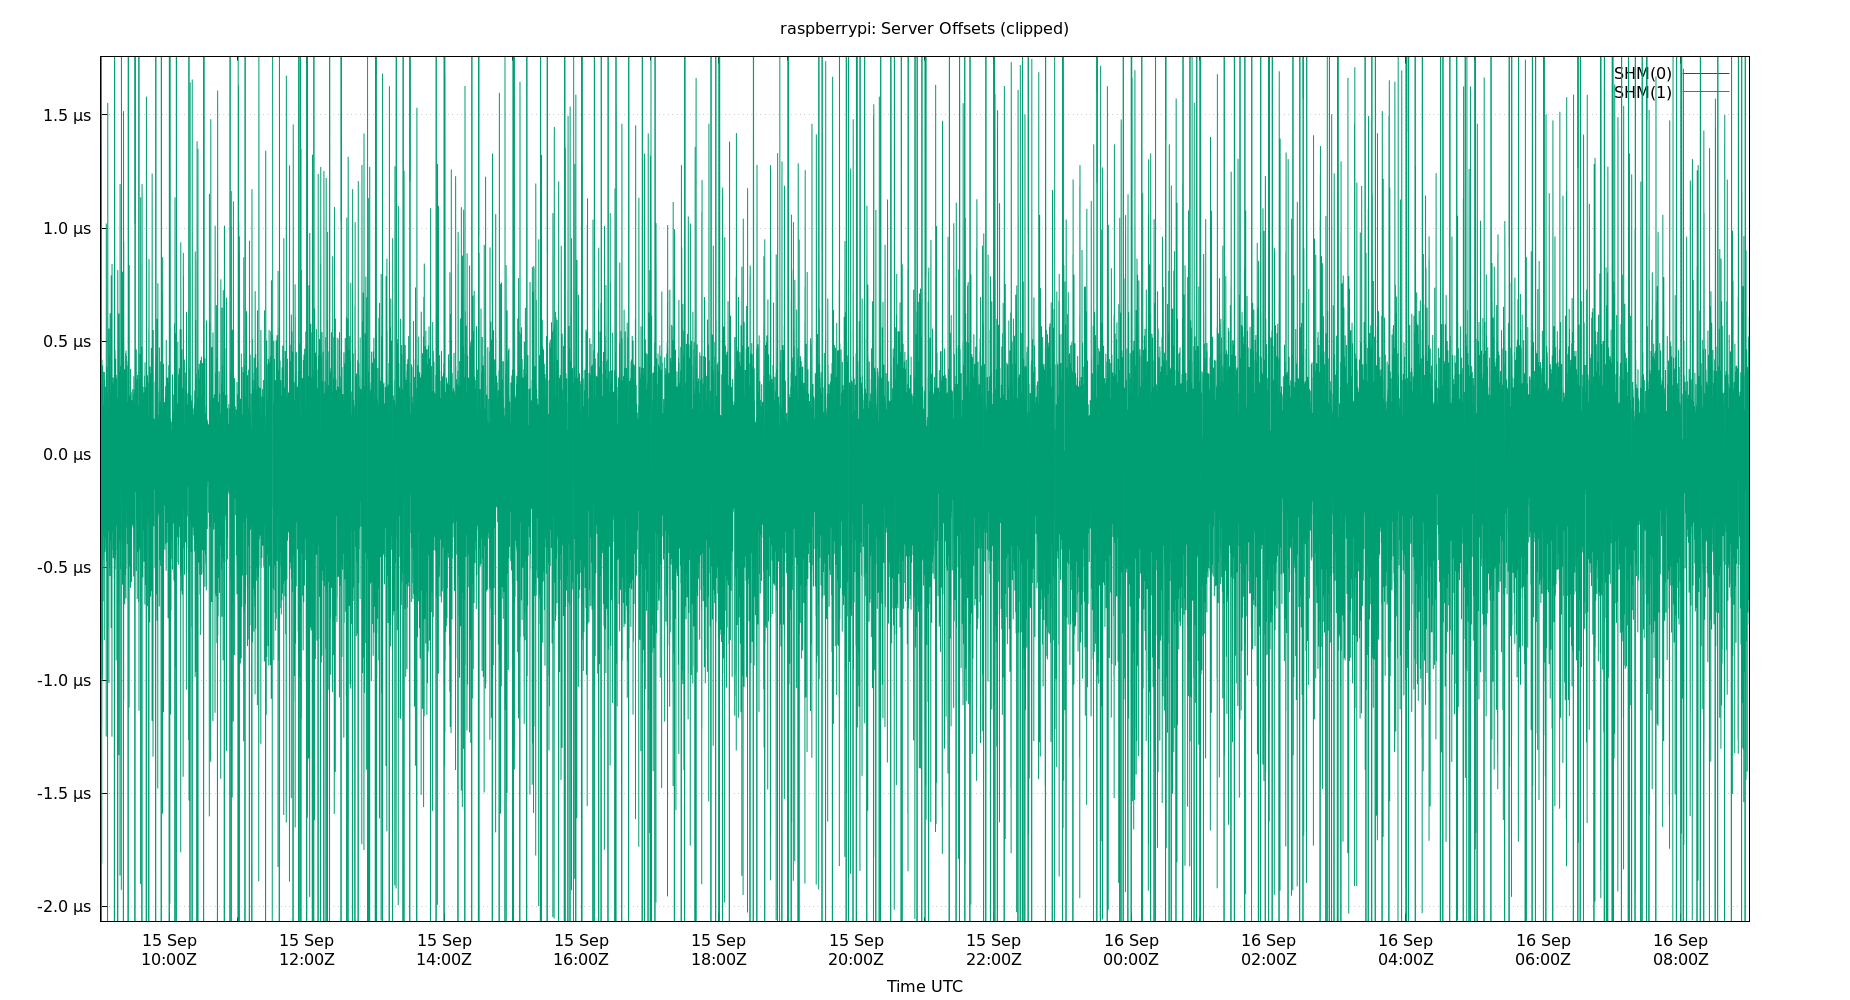 raspberrypi: Server Offsets (clipped)
SHM(0)
SHM(1)
1.5 µs
1.0 µs
0.5 µs
0.0 µs
-0.5 µs
-1.0 µs
-1.5 µs
-2.0 µs
15 Sep 15 Sep 15 Sep 15 Sep 15 Sep 15 Sep 15 Sep 16 Sep 16 Sep 16 Sep 16 Sep 16 Sep
10:00Z 12:00Z 14:00Z 16:00Z 18:00Z 20:00Z 22:00Z 00:00Z 02:00Z 04:00Z 06:00Z 08:00Z
Time UTC